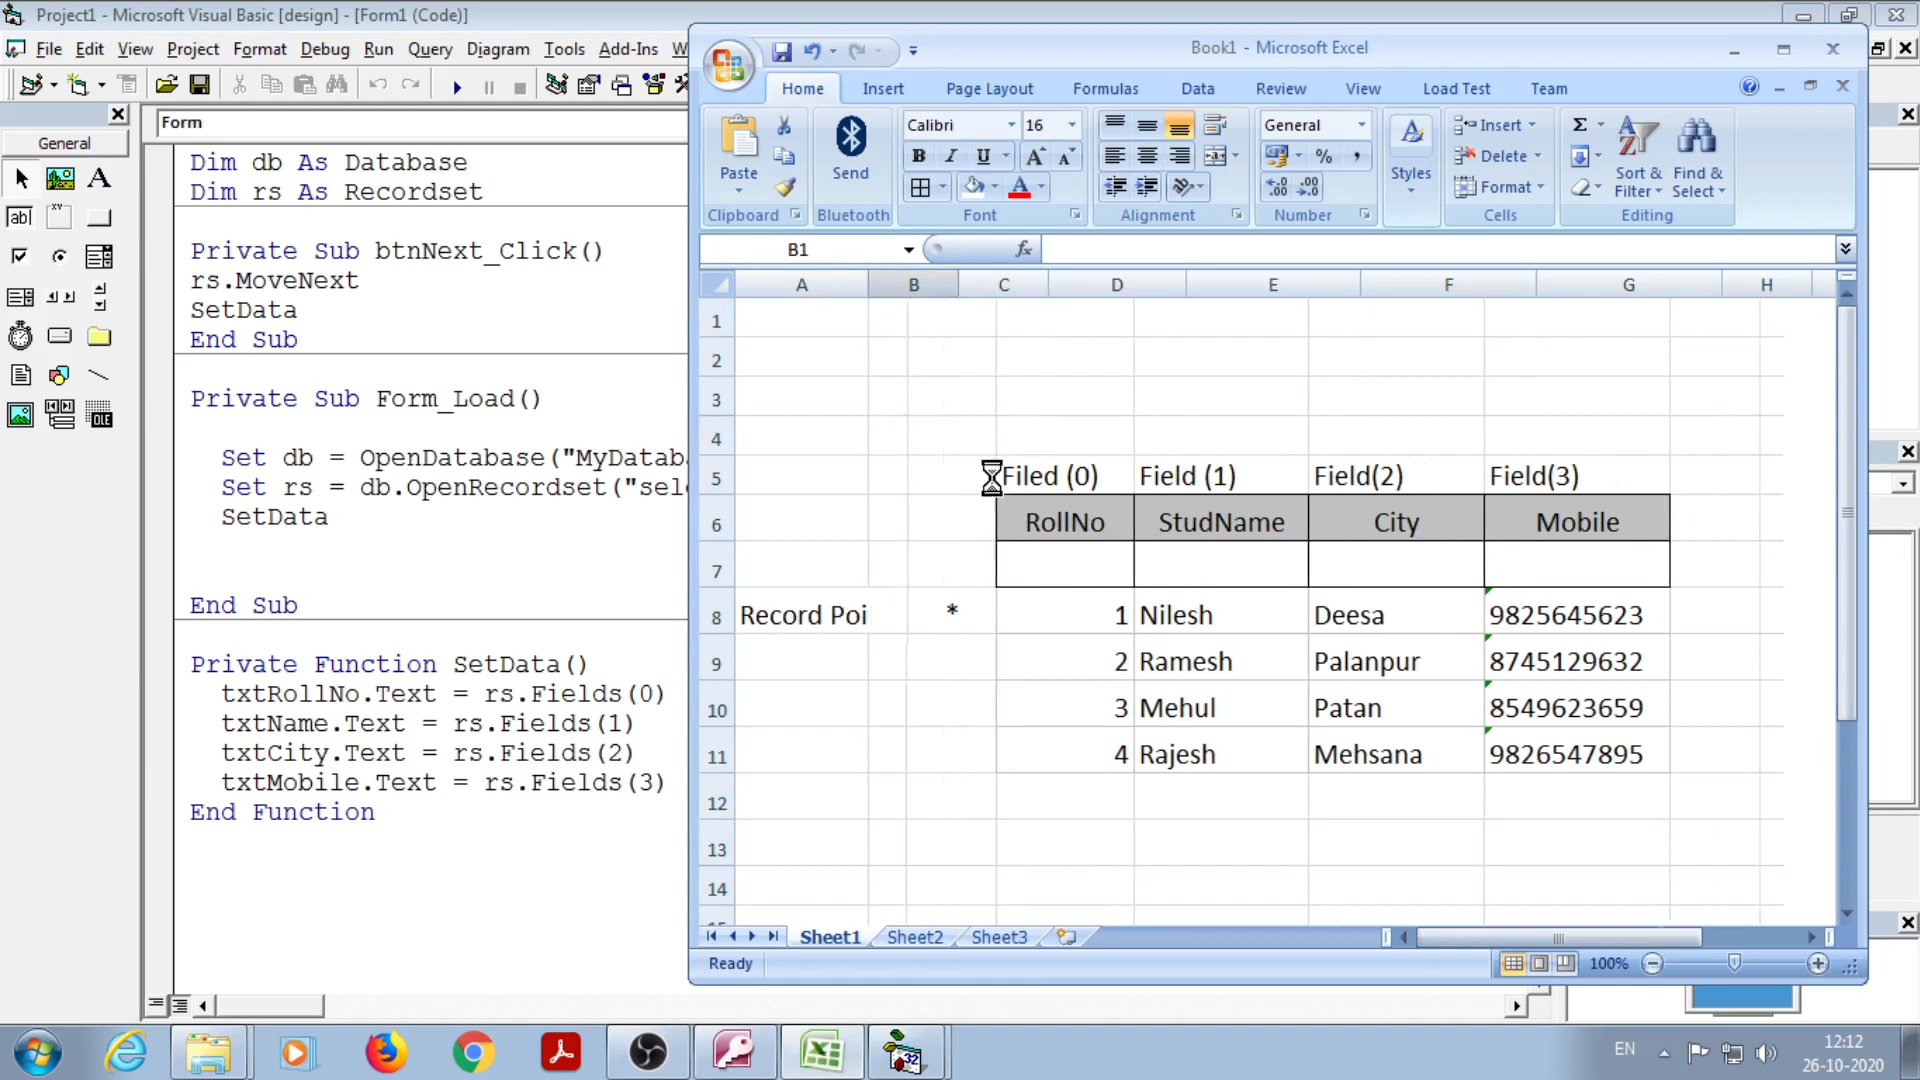 Project1 - Microsoft Visual Basic [design] - [Form1 (Code)]
File Edit View Project Format Debug Run Query Diagram Tools Add-Ins W
General
Form
Dim db As Database
Dim rs As Recordset
Private Sub btnNext_Click()
rs.MoveNext
SetData
End Sub
Private Sub Form_Load()
Set db = OpenDatabase("MyDataba
Set rs = db.OpenRecordset("sele
SetData
End Sub
Private Function SetData()
txtRollNo.Text = rs.Fields(0)
txtName.Text = rs.Fields(1)
txtCity.Text = rs.Fields(2)
txtMobile.Text = rs.Fields(3)
End Function
Book1 - Microsoft Excel
Home Insert Page Layout Formulas Data Review View Load Test Team
Paste
Clipboard
Send
Bluetooth
Calibri 16
B I U
Font
Alignment
General
Number
Styles
Insert
Delete
Format
Cells
Sort & Filter
Find & Select
Editing
B1
fx
A B C D E F G H
1
2
3
4
5 Filed (0) Field (1) Field(2) Field(3)
6 RollNo StudName City Mobile
7
8 Record Poi * 1 Nilesh Deesa 9825645623
9 2 Ramesh Palanpur 8745129632
10 3 Mehul Patan 8549623659
11 4 Rajesh Mehsana 9826547895
12
13
14
Sheet1 Sheet2 Sheet3
Ready
100%
EN
12:12
26-10-2020